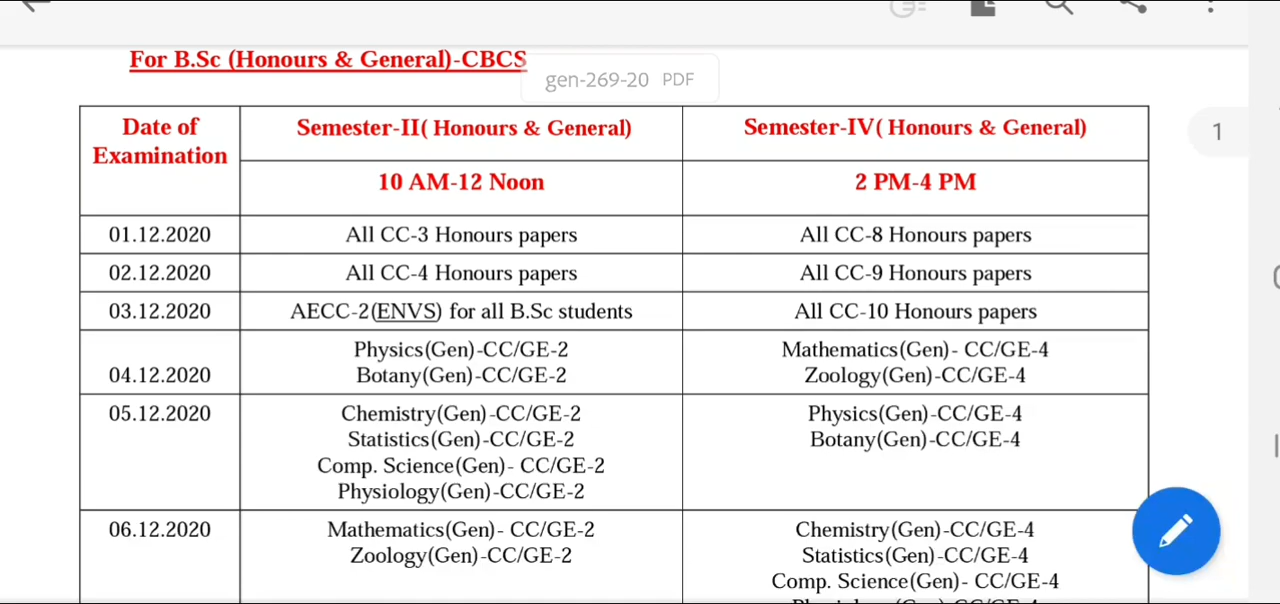 For B.Sc (Honours & General)-CBCS
gen-269-20 PDF
1
Date of Examination
Semester-II( Honours & General)
Semester-IV( Honours & General)
10 AM-12 Noon
2 PM-4 PM
01.12.2020
All CC-3 Honours papers
All CC-8 Honours papers
02.12.2020
All CC-4 Honours papers
All CC-9 Honours papers
03.12.2020
AECC-2(ENVS) for all B.Sc students
All CC-10 Honours papers
04.12.2020
Physics(Gen)-CC/GE-2
Botany(Gen)-CC/GE-2
Mathematics(Gen)- CC/GE-4
Zoology(Gen)-CC/GE-4
05.12.2020
Chemistry(Gen)-CC/GE-2
Statistics(Gen)-CC/GE-2
Comp. Science(Gen)- CC/GE-2
Physiology(Gen)-CC/GE-2
Physics(Gen)-CC/GE-4
Botany(Gen)-CC/GE-4
06.12.2020
Mathematics(Gen)- CC/GE-2
Zoology(Gen)-CC/GE-2
Chemistry(Gen)-CC/GE-4
Statistics(Gen)-CC/GE-4
Comp. Science(Gen)- CC/GE-4